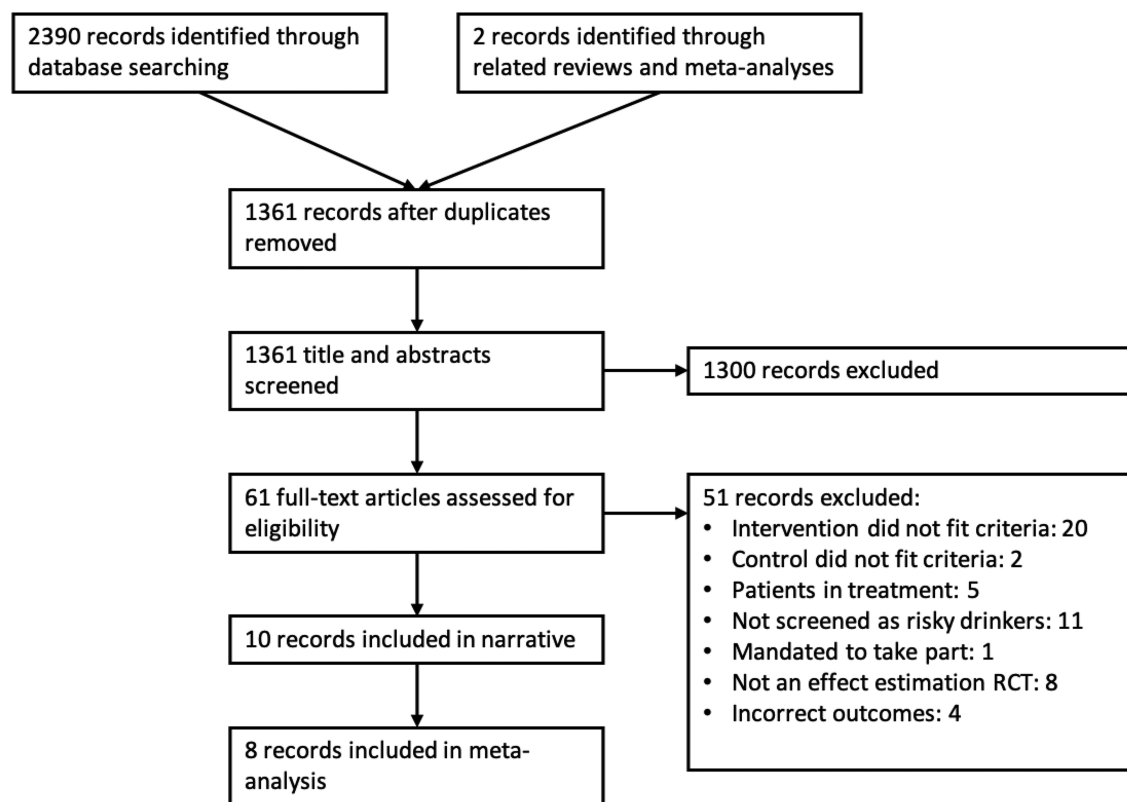 2390 records identified through
database searching
2 records identified through
related reviews and meta-analyses
1361 records after duplicates
removed
1361 title and abstracts
screened
1300 records excluded
61 full-text articles assessed for
eligibility
51 records excluded:
• Intervention did not fit criteria: 20
• Control did not fit criteria: 2
• Patients in treatment: 5
• Not screened as risky drinkers: 11
• Mandated to take part: 1
• Not an effect estimation RCT: 8
• Incorrect outcomes: 4
10 records included in narrative
8 records included in meta-
analysis